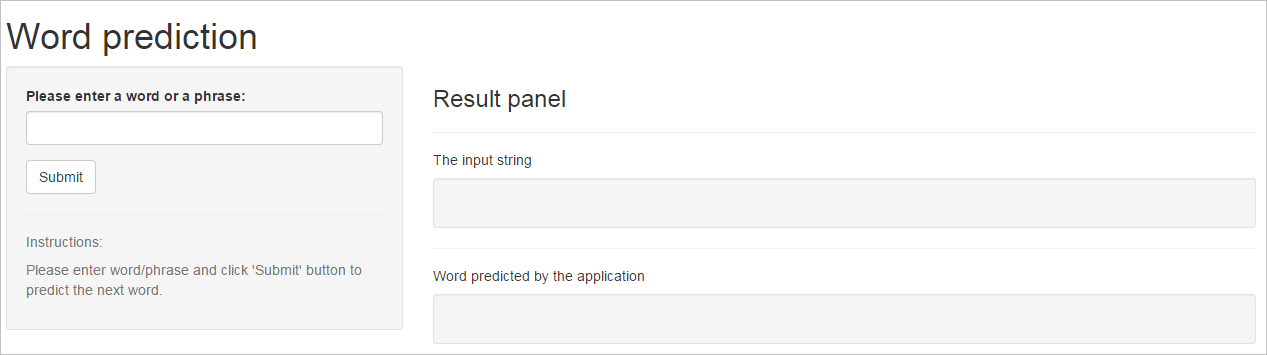 Word prediction
Please enter a word or a phrase:
Submit
Instructions:
Please enter word/phrase and click 'Submit' button to
predict the next word.
Result panel
The input string
Word predicted by the application